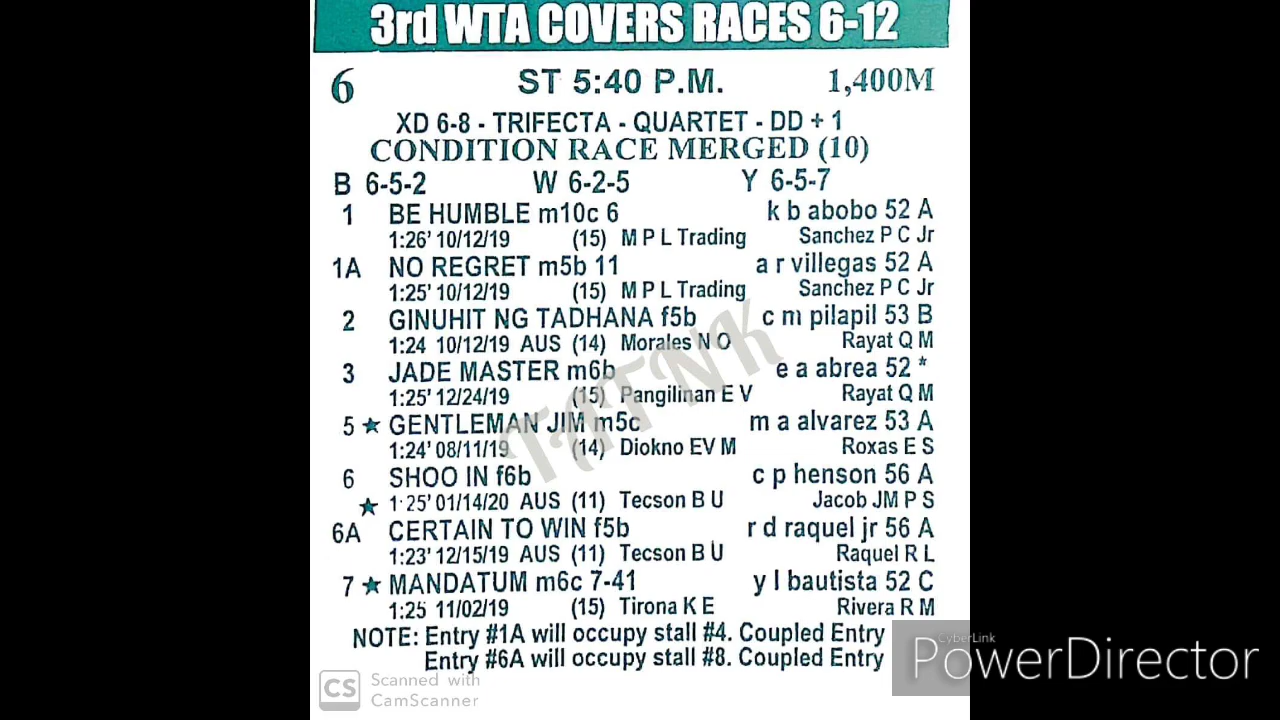 3rd WTA COVERS RACES 6-12
6 ST 5:40 P.M. 1,400M
XD 6-8 - TRIFECTA - QUARTET - DD + 1
CONDITION RACE MERGED (10)
B 6-5-2 W 6-2-5 Y 6-5-7
1 BE HUMBLE m10c 6 k b abobo 52 A
1:26' 10/12/19 (15) M P L Trading Sanchez P C Jr
1A NO REGRET m5b 11 a r villegas 52 A
1:25' 10/12/19 (15) M P L Trading Sanchez P C Jr
2 GINUHIT NG TADHANA f5b c m pilapil 53 B
1:24 10/12/19 AUS (14) Morales N O Rayat Q M
3 JADE MASTER m6b e a abrea 52 *
1:25' 12/24/19 (15) Pangilinan E V Rayat Q M
5 ★ GENTLEMAN JIM m5c m a alvarez 53 A
1:24' 08/11/19 (14) Diokno EV M Roxas E S
6 SHOO IN f6b c p henson 56 A
★ 1:25' 01/14/20 AUS (11) Tecson B U Jacob JM P S
6A CERTAIN TO WIN f5b r d raquel jr 56 A
1:23' 12/15/19 AUS (11) Tecson B U Raquel R L
7 ★ MANDATUM m6c 7-41 y l bautista 52 C
1:25 11/02/19 (15) Tirona K E Rivera R M
NOTE: Entry #1A will occupy stall #4. Coupled Entry
Entry #6A will occupy stall #8. Coupled Entry
TATNK
CS Scanned with
CamScanner
CyberLink
PowerDirector